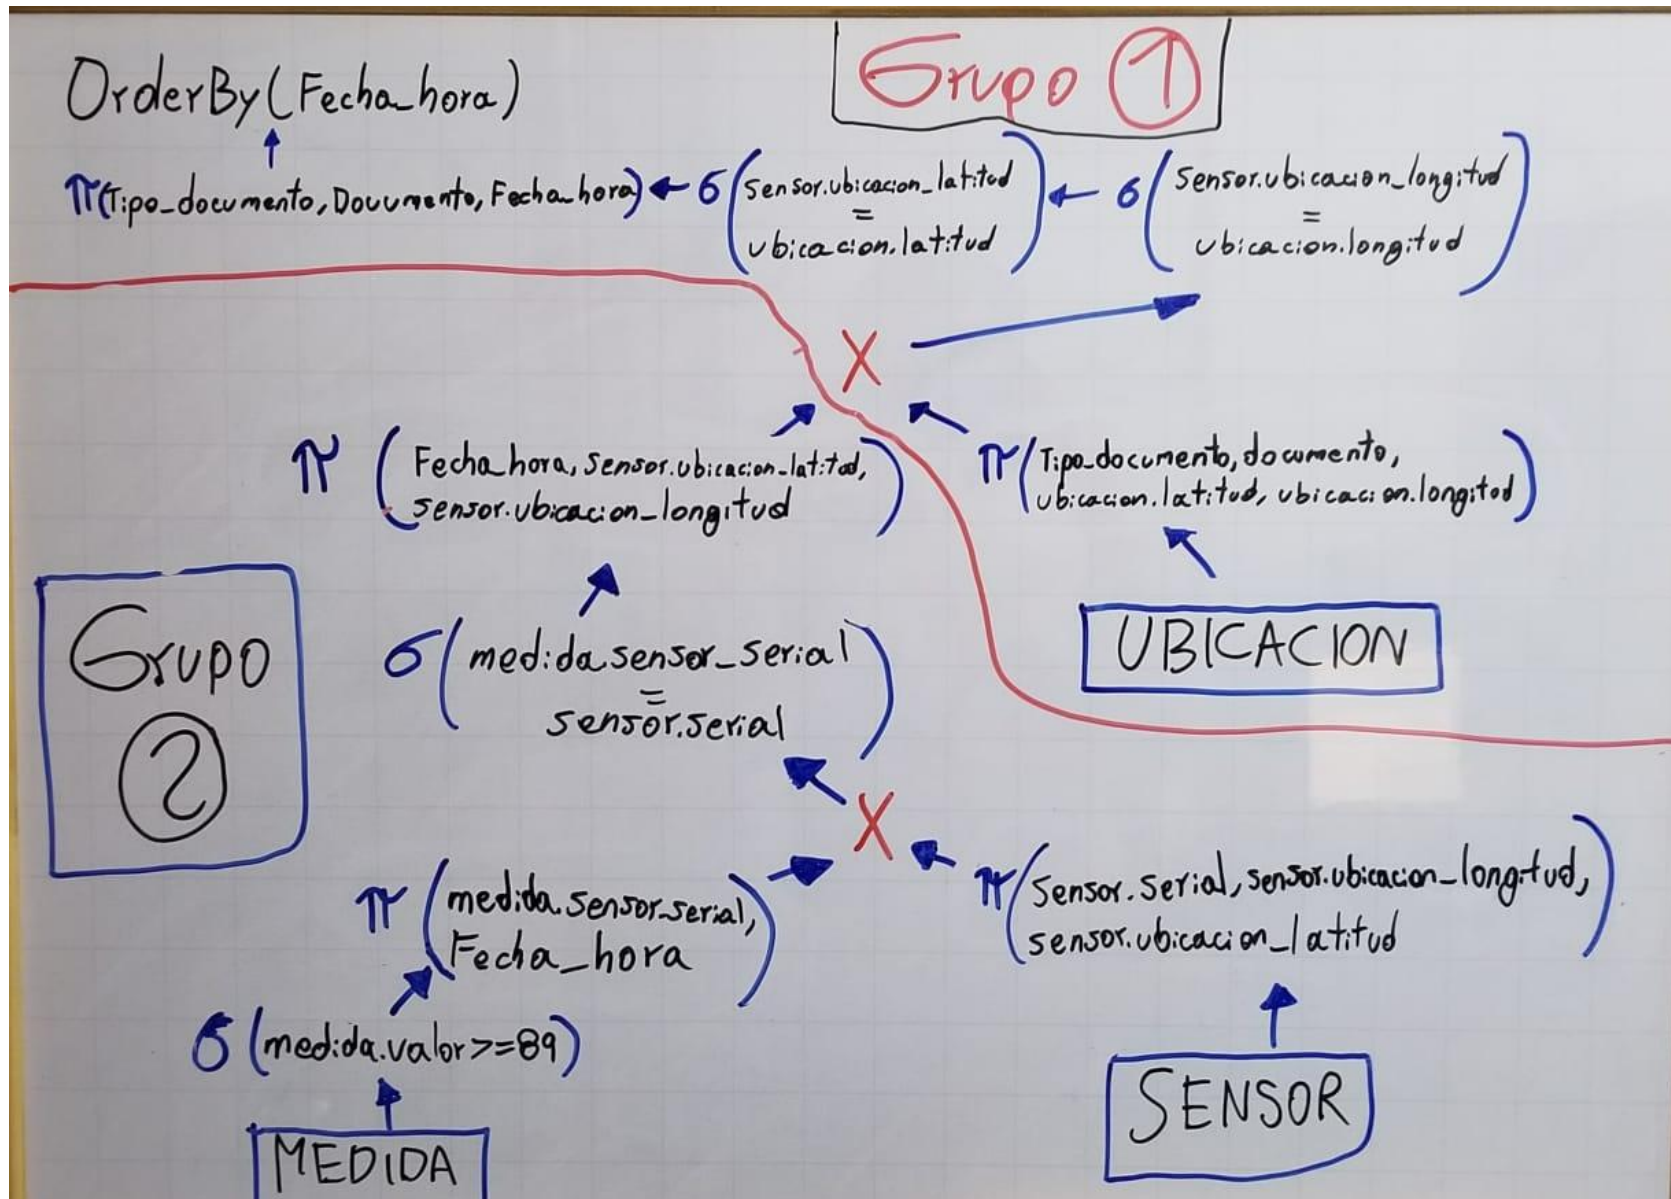 OrderBy(Fecha_hora)
Grupo 1
π(Tipo_documento, Documento, Fecha_hora)
σ(sensor.ubicacion_latitud
=
ubicacion.latitud)
σ(sensor.ubicacion_longitud
=
ubicacion.longitud)
X
π(Fecha_hora, sensor.ubicacion_latitud,
sensor.ubicacion_longitud)
π(Tipo_documento, documento,
ubicacion.latitud, ubicacion.longitud)
Grupo
2
σ(medida.sensor_serial
=
sensor.serial)
UBICACION
X
π(medida.sensor_serial,
Fecha_hora)
π(sensor.serial, sensor.ubicacion_longitud,
sensor.ubicacion_latitud)
σ(medida.valor>=89)
MEDIDA
SENSOR